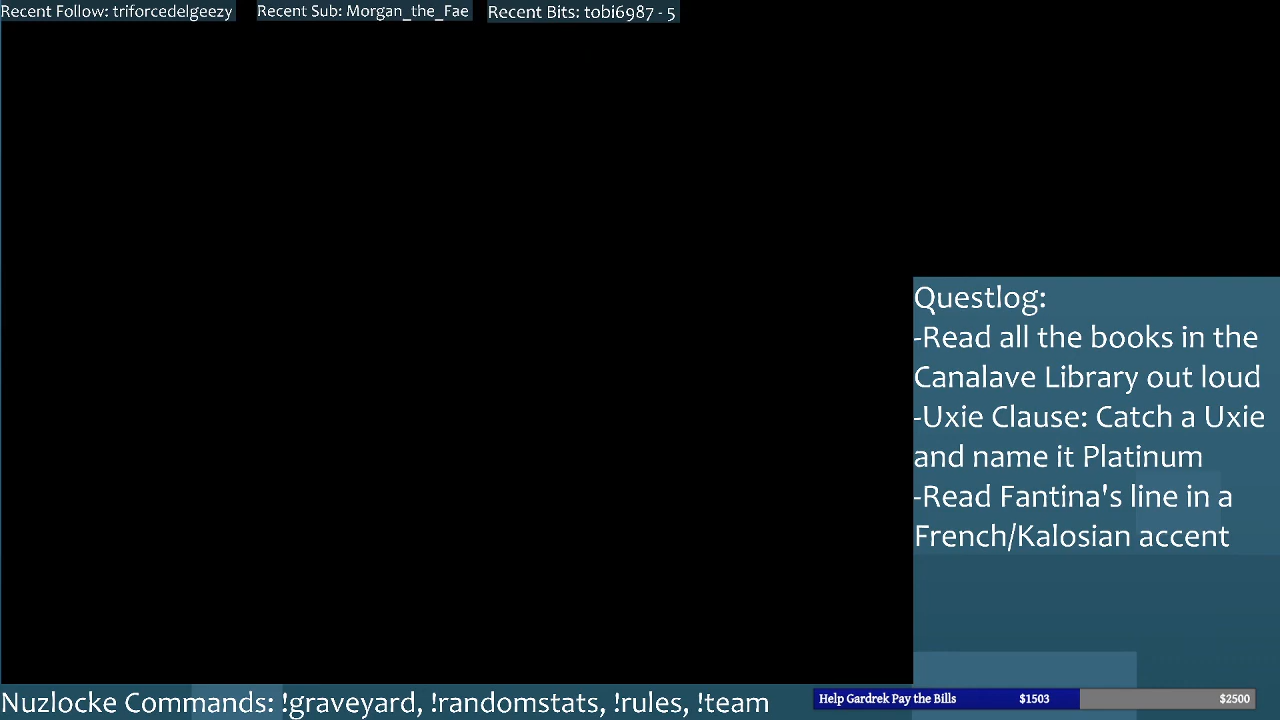 Recent Follow: triforcedelgeezy
Recent Sub: Morgan_the_Fae
Recent Bits: tobi6987 - 5
Questlog:
-Read all the books in the
Canalave Library out loud
-Uxie Clause: Catch a Uxie
and name it Platinum
-Read Fantina's line in a
French/Kalosian accent
Nuzlocke Commands: !graveyard, !randomstats, !rules, !team
Help Gardrek Pay the Bills $1503 $2500